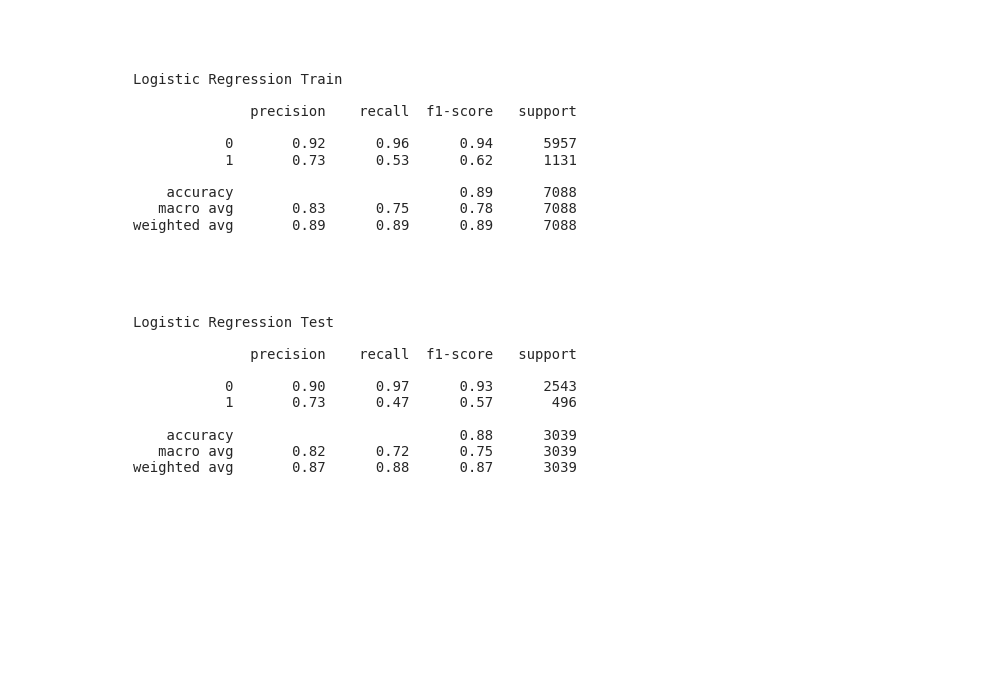 Logistic Regression Train
precision recall f1-score support
0 0.92 0.96 0.94 5957
1 0.73 0.53 0.62 1131
accuracy 0.89 7088
macro avg 0.83 0.75 0.78 7088
weighted avg 0.89 0.89 0.89 7088
Logistic Regression Test
precision recall f1-score support
0 0.90 0.97 0.93 2543
1 0.73 0.47 0.57 496
accuracy 0.88 3039
macro avg 0.82 0.72 0.75 3039
weighted avg 0.87 0.88 0.87 3039